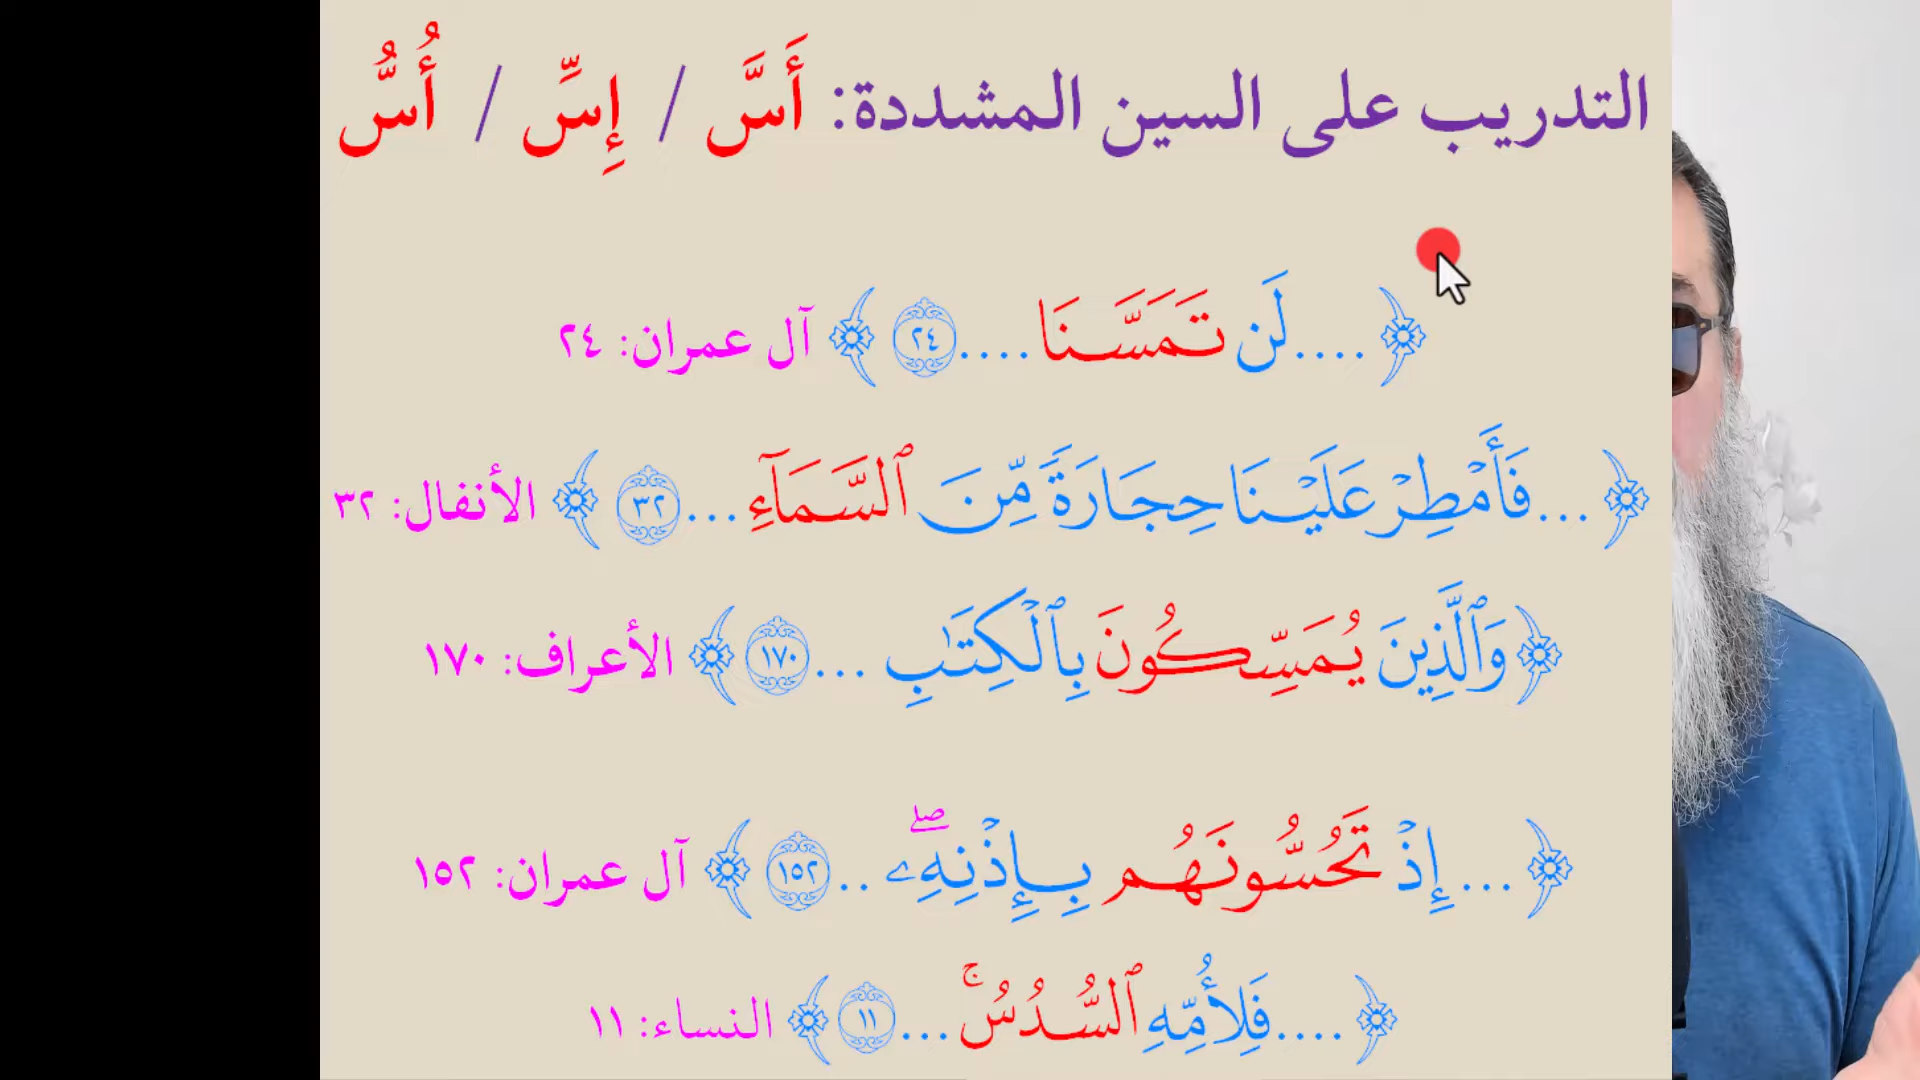 التدريب على السين المشددة: أَسَّ / إِسِّ / أُسُّ
﴿ ....لَن تَمَسَّنَا.... ٢٤ ﴾ آل عمران: ٢٤
﴿ ...فَأَمْطِرْ عَلَيْنَا حِجَارَةً مِّنَ ٱلسَّمَآءِ... ٣٢ ﴾ الأنفال: ٣٢
﴿وَٱلَّذِينَ يُمَسِّكُونَ بِٱلْكِتَٰبِ ... ١٧٠ ﴾ الأعراف: ١٧٠
﴿ ...إِذْ تَحُسُّونَهُم بِإِذْنِهِۦۖ .. ١٥٢ ﴾ آل عمران: ١٥٢
﴿ ....فَلِأُمِّهِ ٱلسُّدُسُۚ ... ١١ ﴾ النساء: ١١